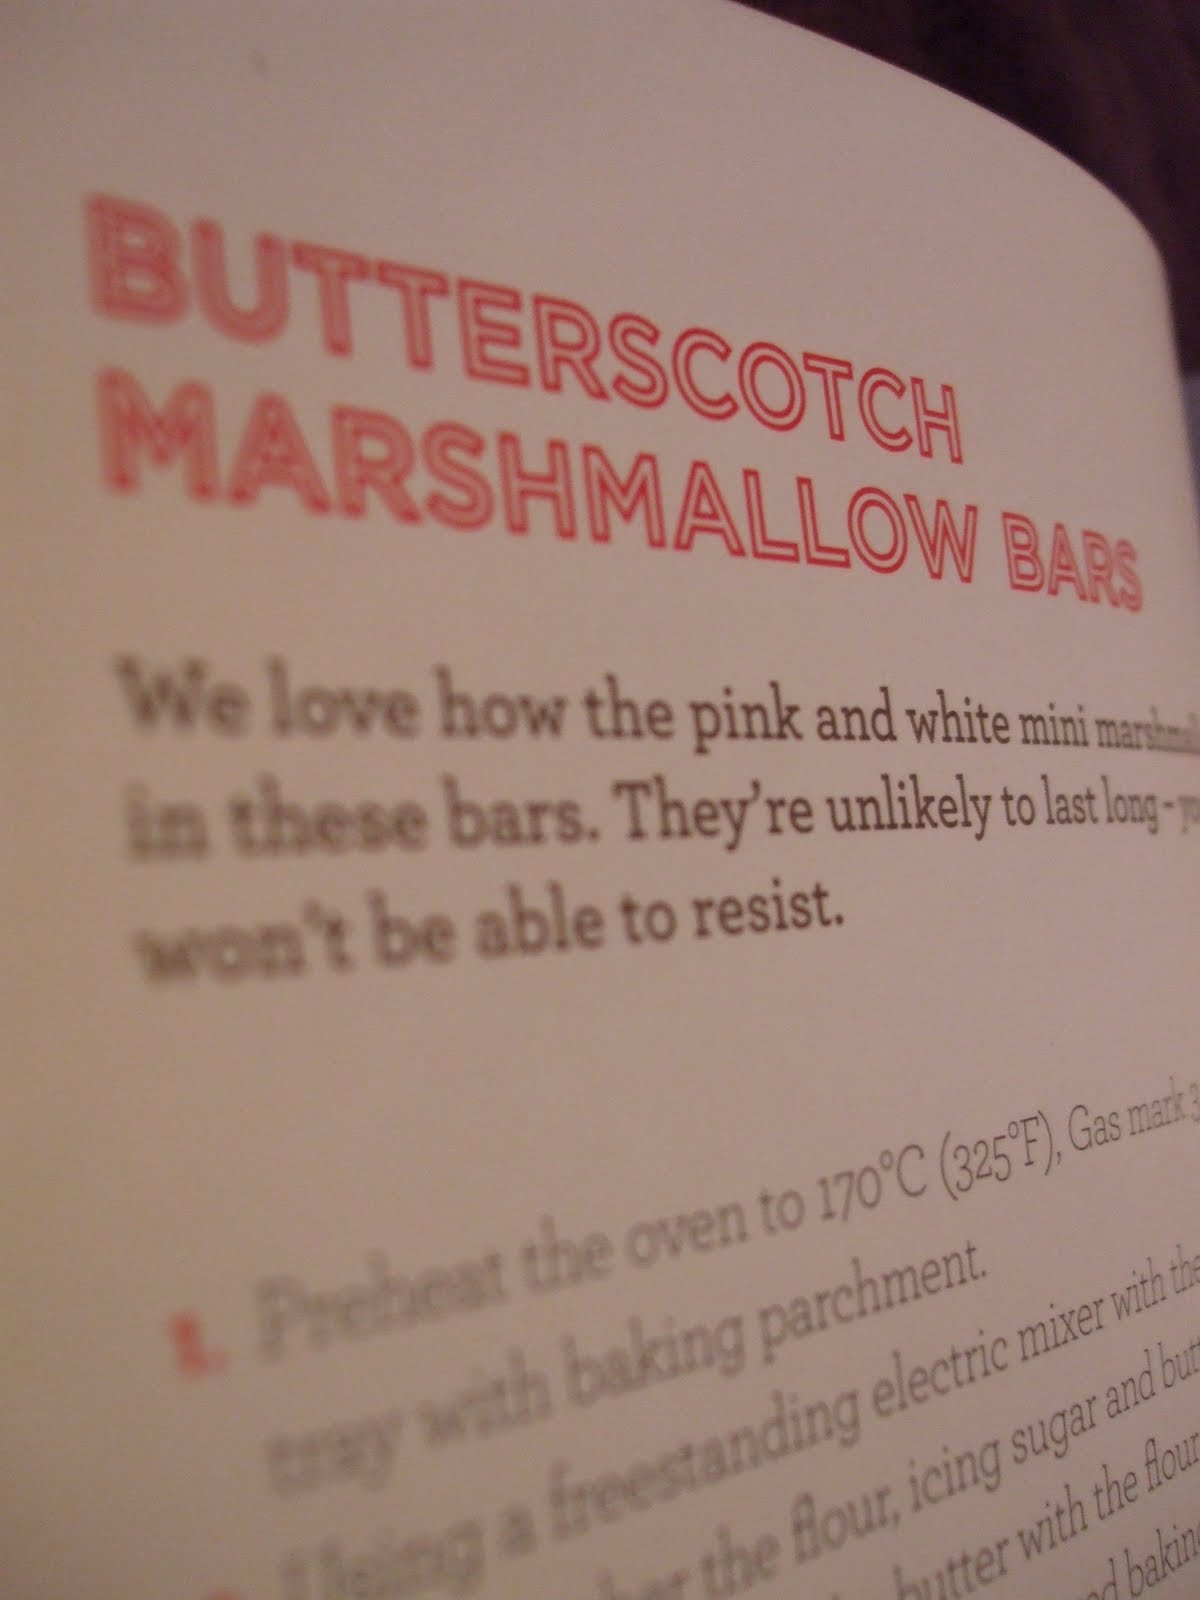 BUTTERSCOTCH
MARSHMALLOW BARS
We love how the pink and white mini
in these bars. They're unlikely to last long -
won't be able to resist.
1. Preheat the oven to 170°C (325°F), Gas mark 3
tray with baking parchment.
Using a freestanding electric mixer with the
the flour, icing sugar and
butter with the flour